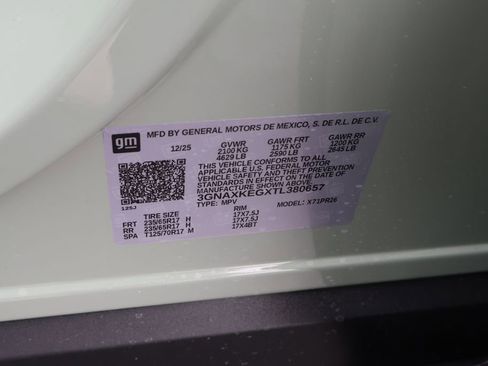 gm
MFD BY GENERAL MOTORS DE MEXICO, S. DE R.L. DE C.V.
12/25 GVWR GAWR FRT GAWR RR
2100 KG 1175 KG 1200 KG
4629 LB 2590 LB 2645 LB
THIS VEHICLE CONFORMS TO ALL
APPLICABLE U.S. FEDERAL MOTOR
VEHICLE SAFETY AND THEFT PREVENTION
STANDARDS IN EFFECT ON THE DATE OF
MANUFACTURE SHOWN ABOVE.
3GNAXKEGXTL380657
TYPE: MPV MODEL: X71PR26
125J
TIRE SIZE RIM
FRT 235/65R17 H 17X7.5J
RR 235/65R17 H 17X7.5J
SPA T125/70R17 M 17X4BT